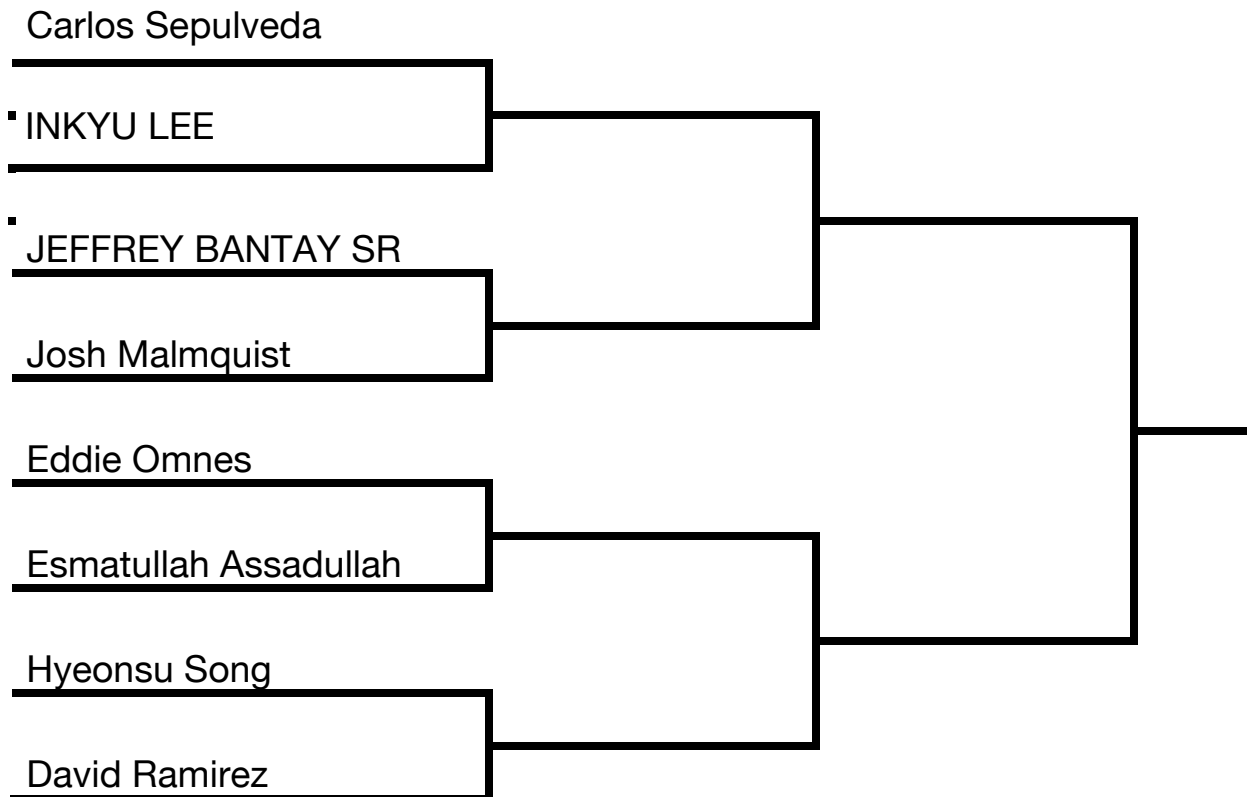 Carlos Sepulveda
INKYU LEE
JEFFREY BANTAY SR
Josh Malmquist
Eddie Omnes
Esmatullah Assadullah
Hyeonsu Song
David Ramirez